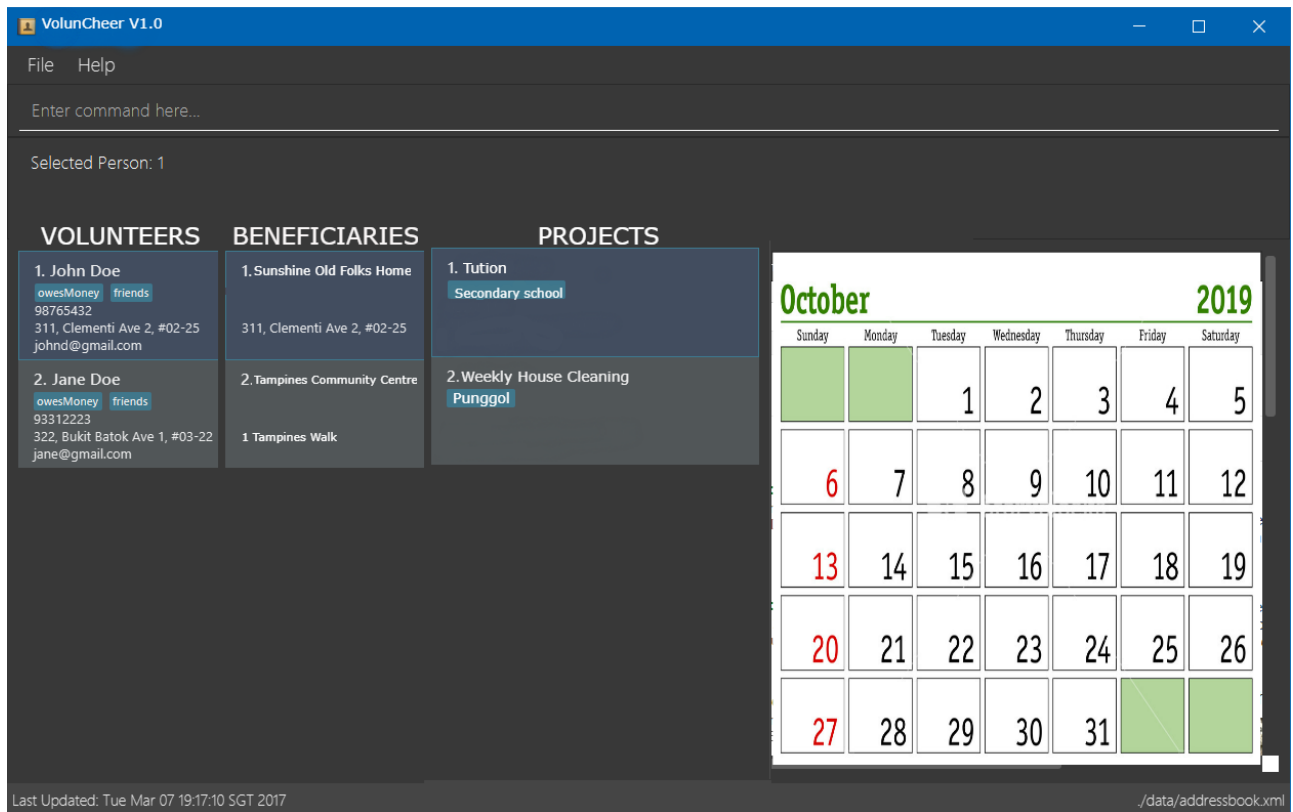 VolunCheer V1.0
File Help
Enter command here...
Selected Person: 1
VOLUNTEERS
1. John Doe
owesMoney friends
98765432
311, Clementi Ave 2, #02-25
johnd@gmail.com
2. Jane Doe
owesMoney friends
93312223
322, Bukit Batok Ave 1, #03-22
jane@gmail.com
BENEFICIARIES
1. Sunshine Old Folks Home
311, Clementi Ave 2, #02-25
2. Tampines Community Centre
1 Tampines Walk
PROJECTS
1. Tution
Secondary school
2. Weekly House Cleaning
Punggol
October 2019
Sunday Monday Tuesday Wednesday Thursday Friday Saturday
1 2 3 4 5
6 7 8 9 10 11 12
13 14 15 16 17 18 19
20 21 22 23 24 25 26
27 28 29 30 31
Last Updated: Tue Mar 07 19:17:10 SGT 2017
./data/addressbook.xml